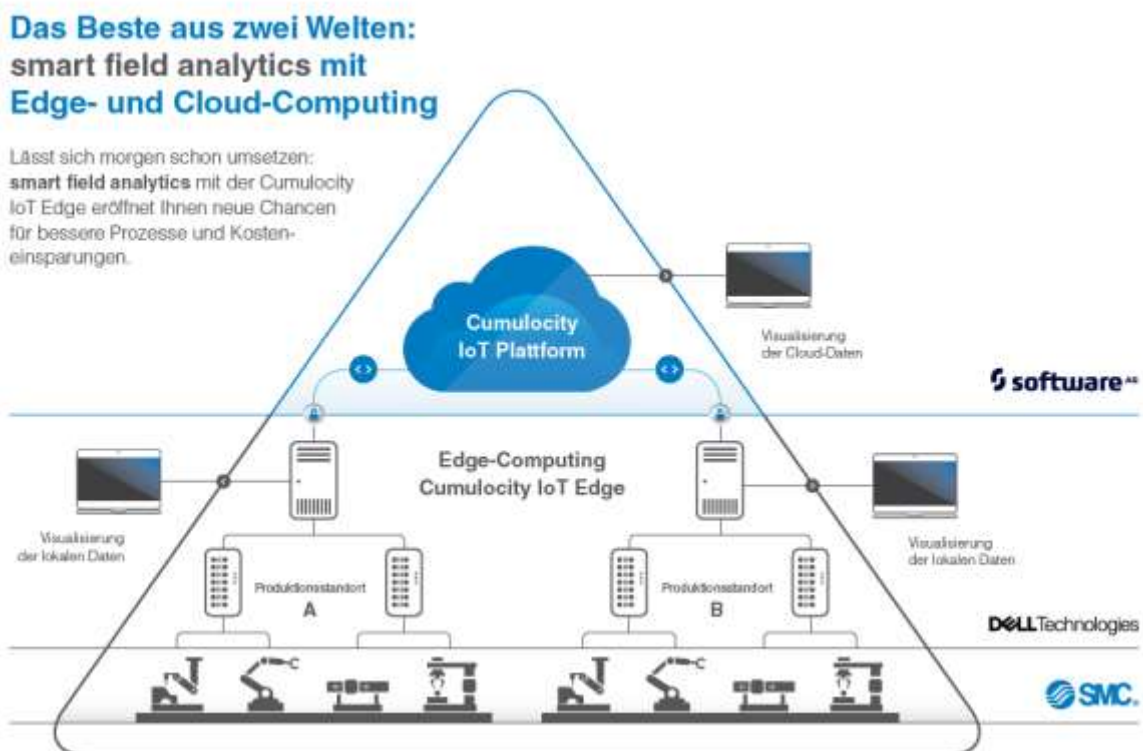 Das Beste aus zwei Welten:
smart field analytics mit
Edge- und Cloud-Computing
Lässt sich morgen schon umsetzen:
smart field analytics mit der Cumulocity
IoT Edge eröffnet Ihnen neue Chancen
für bessere Prozesse und Kosten-
einsparungen.
Cumulocity
IoT Plattform
Visualisierung
der Cloud-Daten
software AG
Edge-Computing
Cumulocity IoT Edge
Visualisierung
der lokalen Daten
Visualisierung
der lokalen Daten
Produktionsstandort
A
Produktionsstandort
B
DELLTechnologies
SMC.